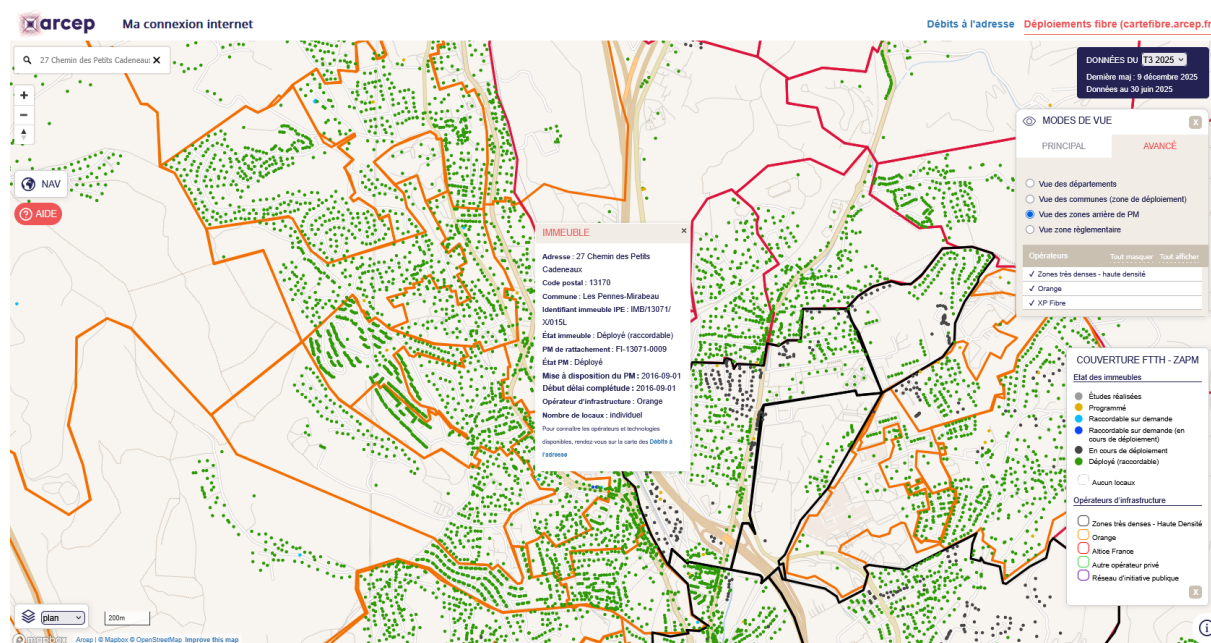 arcep
Ma connexion internet
Débits à l'adresse
Déploiements fibre (cartefibre.arcep.fr
27 Chemin des Petits Cadeneau
NAV
AIDE
DONNÉES DU T3 2025
Dernière maj : 9 décembre 2025
Données au 30 juin 2025
MODES DE VUE
X
PRINCIPAL
AVANCÉ
Vue des départements
Vue des communes (zone de déploiement)
Vue des zones arrière de PM
Vue zone règlementaire
Opérateurs
Tout masquer
Tout afficher
✓ Zones très denses - haute densité
✓ Orange
✓ XP Fibre
IMMEUBLE
×
Adresse : 27 Chemin des Petits
Cadeneaux
Code postal : 13170
Commune : Les Pennes-Mirabeau
Identifiant immeuble IPE : IMB/13071/
X/015L
État immeuble : Déployé (raccordable)
PM de rattachement : FI-13071-0009
État PM : Déployé
Mise à disposition du PM : 2016-09-01
Début délai complétude : 2016-09-01
Opérateur d'infrastructure : Orange
Nombre de locaux : individuel
Pour connaître les opérateurs et technologies
disponibles, rendez-vous sur la carte des Débits à
l'adresse
COUVERTURE FTTH - ZAPM
Etat des immeubles
Études réalisées
Programmé
Raccordable sur demande
Raccordable sur demande (en
cours de déploiement)
En cours de déploiement
Déployé (raccordable)
Aucun locaux
Opérateurs d'infrastructure
Zones très denses - Haute Densité
Orange
Altice France
Autre opérateur privé
Réseau d'initiative publique
X
plan
200m
mapbox
Arcep | © Mapbox © OpenStreetMap Improve this map